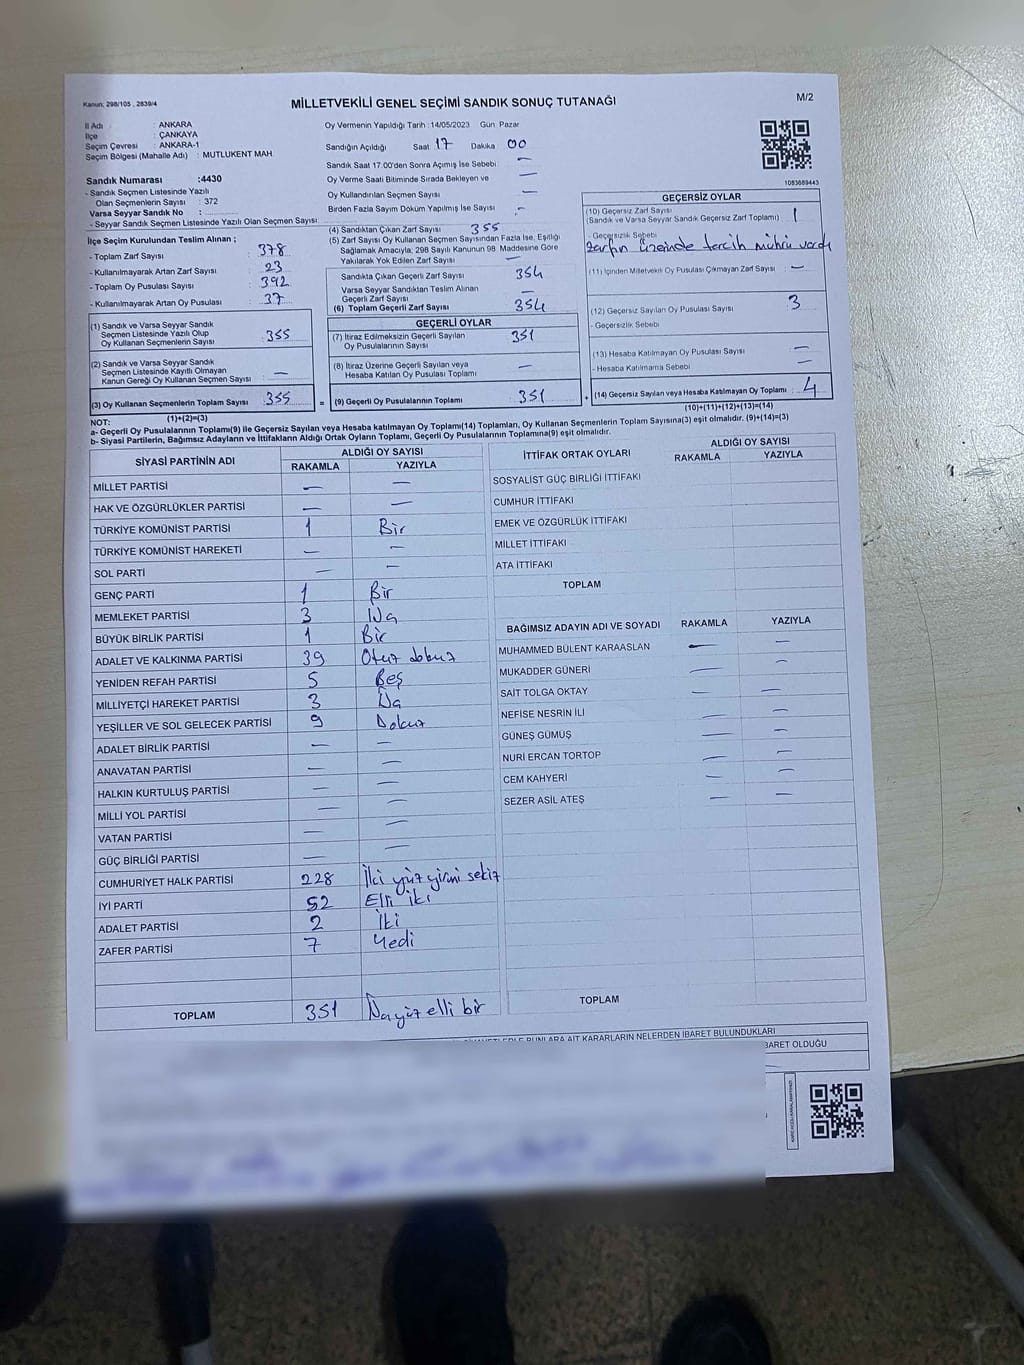 Kanun: 298/105 , 2839/4
MİLLETVEKİLİ GENEL SEÇİMİ SANDIK SONUÇ TUTANAĞI
M/2
İl Adı : ANKARA
İlçe : ÇANKAYA
Seçim Çevresi : ANKARA-1
Seçim Bölgesi (Mahalle Adı) : MUTLUKENT MAH.
Oy Vermenin Yapıldığı Tarih : 14/05/2023 Gün Pazar
Sandığın Açıldığı Saat 17 Dakika 00
Sandık Saat 17.00'den Sonra Açılmış İse Sebebi : —
Oy Verme Saati Bitiminde Sırada Bekleyen ve —
Oy Kullandırılan Seçmen Sayısı —
Birden Fazla Sayım Döküm Yapılmış İse Sayısı : -
1083689443
Sandık Numarası :4430
- Sandık Seçmen Listesinde Yazılı
Olan Seçmenlerin Sayısı : 372
Varsa Seyyar Sandık No :
- Seyyar Sandık Seçmen Listesinde Yazılı Olan Seçmen Sayısı:
İlçe Seçim Kurulundan Teslim Alınan ;
- Toplam Zarf Sayısı : 378
- Kullanılmayarak Artan Zarf Sayısı : 23
- Toplam Oy Pusulası Sayısı : 392
- Kullanılmayarak Artan Oy Pusulası : 37
(1) Sandık ve Varsa Seyyar Sandık
Seçmen Listesinde Yazılı Olup
Oy Kullanan Seçmenlerin Sayısı : 355
(2) Sandık ve Varsa Seyyar Sandık
Seçmen Listesinde Kayıtlı Olmayan
Kanun Gereği Oy Kullanan Seçmen Sayısı : —
(3) Oy Kullanan Seçmenlerin Toplam Sayısı : 355
(1)+(2)=(3)
(4) Sandıktan Çıkan Zarf Sayısı 355
(5) Zarf Sayısı Oy Kullanan Seçmen Sayısından Fazla İse, Eşitliği
Sağlamak Amacıyla; 298 Sayılı Kanunun 98. Maddesine Göre
Yakılarak Yok Edilen Zarf Sayısı : —
Sandıkta Çıkan Geçerli Zarf Sayısı 354
Varsa Seyyar Sandıktan Teslim Alınan
Geçerli Zarf Sayısı —
(6) Toplam Geçerli Zarf Sayısı : 354
GEÇERLİ OYLAR
(7) İtiraz Edilmeksizin Geçerli Sayılan
Oy Pusulalarının Sayısı 351
(8) İtiraz Üzerine Geçerli Sayılan veya
Hesaba Katılan Oy Pusulası Toplamı : —
= (9) Geçerli Oy Pusulalarının Toplamı 351
GEÇERSİZ OYLAR
(10) Geçersiz Zarf Sayısı
(Sandık ve Varsa Seyyar Sandık Geçersiz Zarf Toplamı) : 1
- Geçersizlik Sebebi
zarfın üzerinde tercih mühürü vardı
(11) İçinden Milletvekili Oy Pusulası Çıkmayan Zarf Sayısı : —
(12) Geçersiz Sayılan Oy Pusulası Sayısı : 3
- Geçersizlik Sebebi
(13) Hesaba Katılmayan Oy Pusulası Sayısı : —
- Hesaba Katılmama Sebebi —
+ (14) Geçersiz Sayılan veya Hesaba Katılmayan Oy Toplamı : 4
(10)+(11)+(12)+(13)=(14)
NOT:
a- Geçerli Oy Pusulalarının Toplamı(9) ile Geçersiz Sayılan veya Hesaba katılmayan Oy Toplamı(14) Toplamları, Oy Kullanan Seçmenlerin Toplam Sayısına(3) eşit olmalıdır. (9)+(14)=(3)
b- Siyasi Partilerin, Bağımsız Adayların ve İttifakların Aldığı Ortak Oyların Toplamı, Geçerli Oy Pusulalarının Toplamına(9) eşit olmalıdır.
SİYASİ PARTİNİN ADI ALDIĞI OY SAYISI
RAKAMLA YAZIYLA
MİLLET PARTİSİ — —
HAK VE ÖZGÜRLÜKLER PARTİSİ — —
TÜRKİYE KOMÜNİST PARTİSİ 1 Bir
TÜRKİYE KOMÜNİST HAREKETİ — —
SOL PARTİ — —
GENÇ PARTİ 1 Bir
MEMLEKET PARTİSİ 3 Üç
BÜYÜK BİRLİK PARTİSİ 1 Bir
ADALET VE KALKINMA PARTİSİ 39 Otuz dokuz
YENİDEN REFAH PARTİSİ 5 Beş
MİLLİYETÇİ HAREKET PARTİSİ 3 Üç
YEŞİLLER VE SOL GELECEK PARTİSİ 9 Dokuz
ADALET BİRLİK PARTİSİ — —
ANAVATAN PARTİSİ — —
HALKIN KURTULUŞ PARTİSİ — —
MİLLİ YOL PARTİSİ — —
VATAN PARTİSİ — —
GÜÇ BİRLİĞİ PARTİSİ —
CUMHURİYET HALK PARTİSİ 228 İki yüz yirmi sekiz
İYİ PARTİ 52 Elli iki
ADALET PARTİSİ 2 İki
ZAFER PARTİSİ 7 Yedi
TOPLAM 351 Üç yüz elli bir
İTTİFAK ORTAK OYLARI ALDIĞI OY SAYISI
RAKAMLA YAZIYLA
SOSYALİST GÜÇ BİRLİĞİ İTTİFAKI
CUMHUR İTTİFAKI
EMEK VE ÖZGÜRLÜK İTTİFAKI
MİLLET İTTİFAKI
ATA İTTİFAKI
TOPLAM
BAĞIMSIZ ADAYIN ADI VE SOYADI RAKAMLA YAZIYLA
MUHAMMED BÜLENT KARAASLAN — —
MUKADDER GÜNERİ — —
SAİT TOLGA OKTAY — —
NEFİSE NESRİN İLİ — —
GÜNEŞ GÜMÜŞ — —
NURİ ERCAN TORTOP — —
CEM KAHYERİ — —
SEZER ASİL ATEŞ — —
TOPLAM
BUNLARA AİT KARARLARIN NELERDEN İBARET BULUNDUKLARI
İBARET OLDUĞU